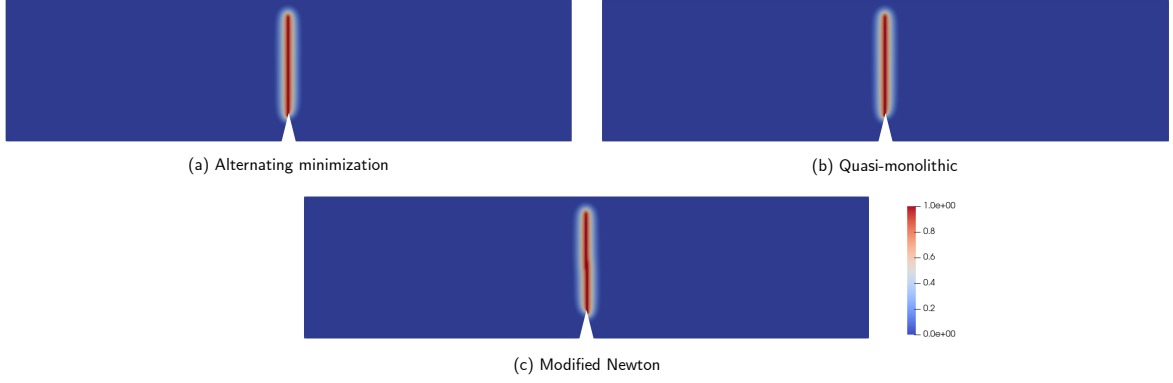 (a) Alternating minimization
(b) Quasi-monolithic
1.0e+00
0.8
0.6
0.4
0.2
0.0e+00
(c) Modified Newton